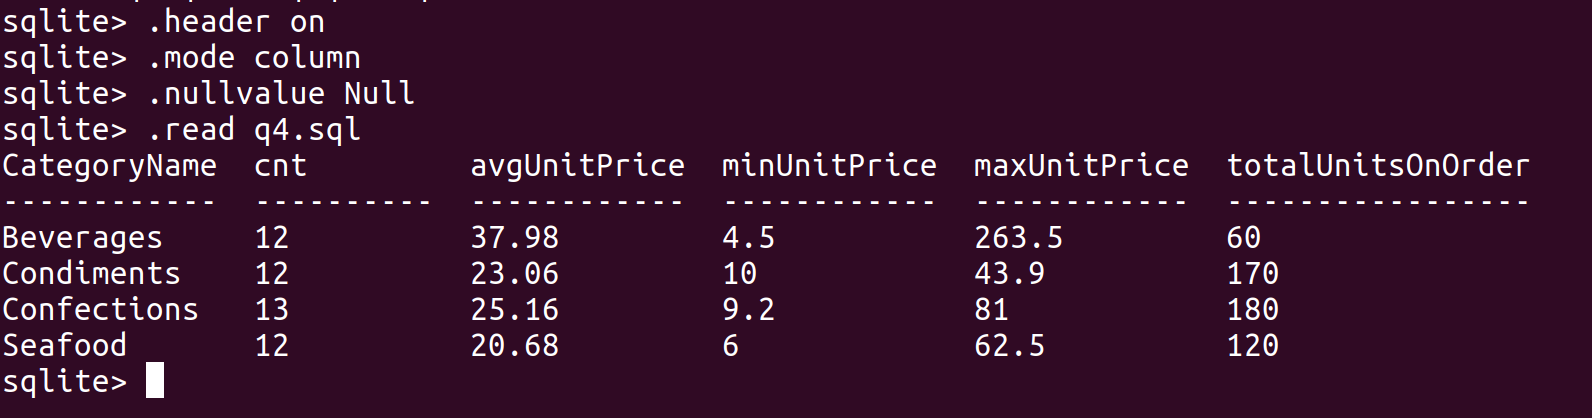 sqlite> .header on
sqlite> .mode column
sqlite> .nullvalue Null
sqlite> .read q4.sql
CategoryName  cnt         avgUnitPrice  minUnitPrice  maxUnitPrice  totalUnitsOnOrder
------------  ----------  ------------  ------------  ------------  -----------------
Beverages     12          37.98         4.5           263.5         60
Condiments    12          23.06         10            43.9          170
Confections   13          25.16         9.2           81            180
Seafood       12          20.68         6             62.5          120
sqlite>